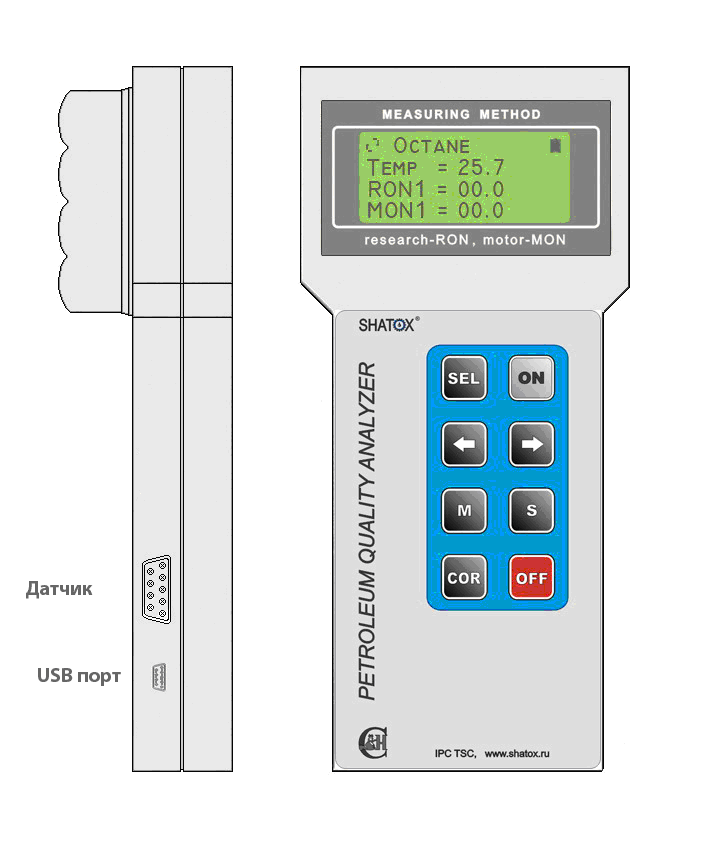 MEASURING METHOD
OCTANE
TEMP = 25.7
RON1 = 00.0
MON1 = 00.0
research-RON, motor-MON
SHATOX®
PETROLEUM QUALITY ANALYZER
SEL ON
M S
COR OFF
Датчик
USB порт
IPC TSC, www.shatox.ru